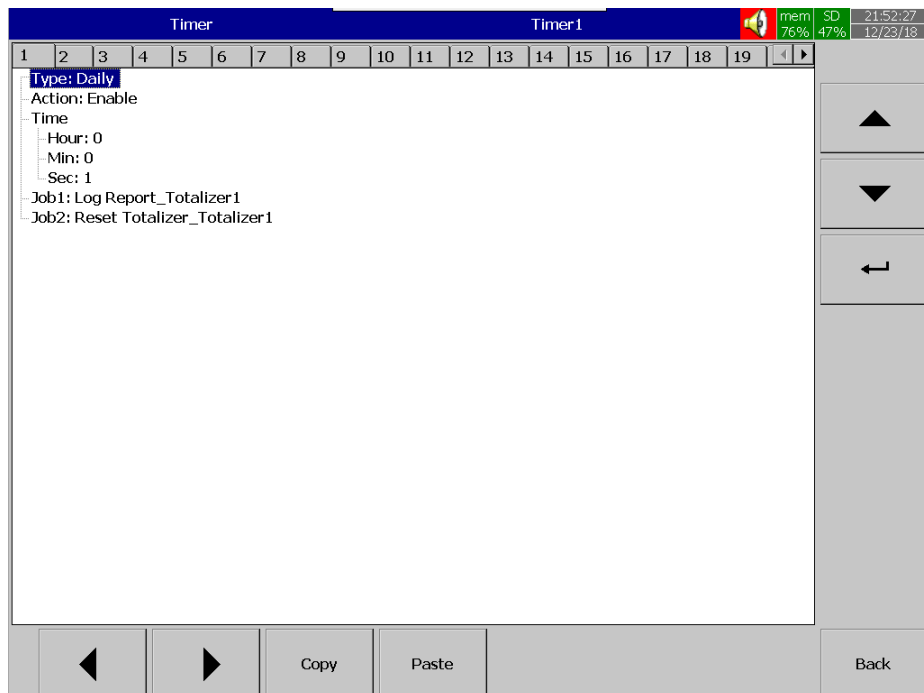 Timer Timer1 mem 76% SD 47% 21:52:27 12/23/18
1 2 3 4 5 6 7 8 9 10 11 12 13 14 15 16 17 18 19
Type: Daily
Action: Enable
Time
Hour: 0
Min: 0
Sec: 1
Job1: Log Report_Totalizer1
Job2: Reset Totalizer_Totalizer1
Copy Paste Back